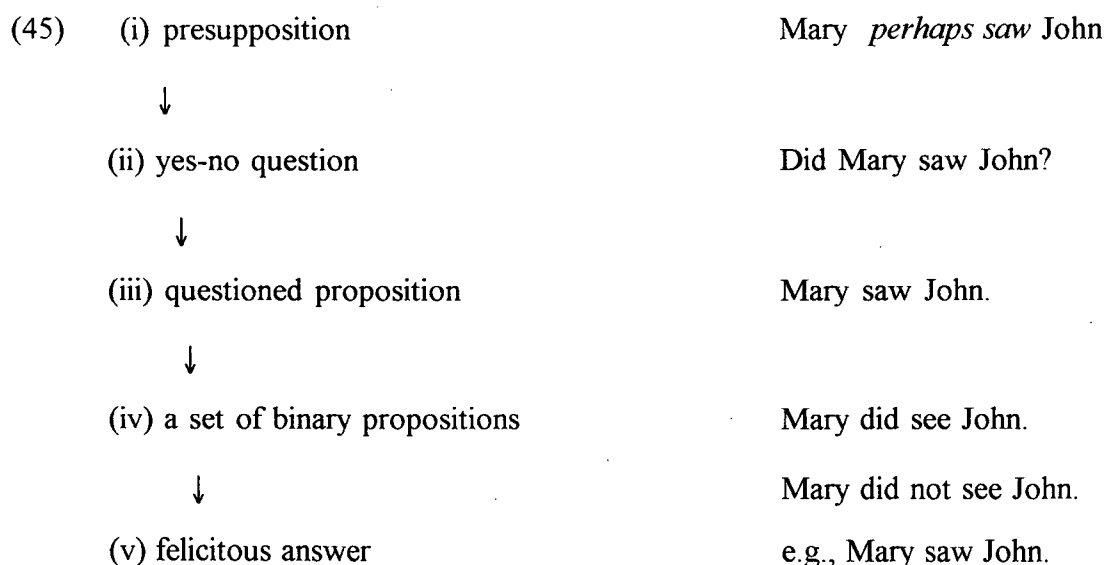 (45) (i) presupposition Mary perhaps saw John
↓
(ii) yes-no question Did Mary saw John?
↓
(iii) questioned proposition Mary saw John.
↓
(iv) a set of binary propositions Mary did see John.
↓ Mary did not see John.
(v) felicitous answer e.g., Mary saw John.